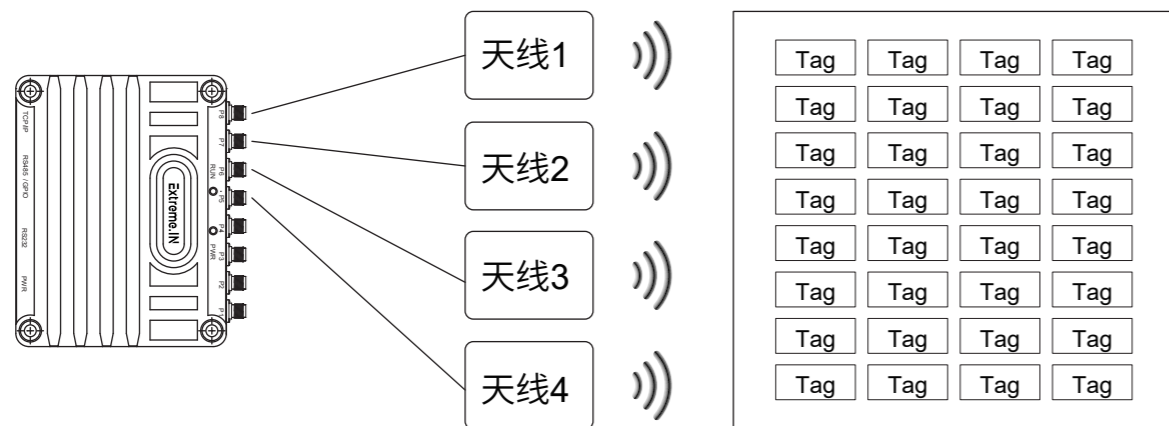 TCP/IP
RS485 / GPIO
RS232
PWR
Extreme.IN
P8
P7
P6
RUN
P5
P4
PWR
P3
P2
P1
天线1
天线2
天线3
天线4
Tag Tag Tag Tag
Tag Tag Tag Tag
Tag Tag Tag Tag
Tag Tag Tag Tag
Tag Tag Tag Tag
Tag Tag Tag Tag
Tag Tag Tag Tag
Tag Tag Tag Tag